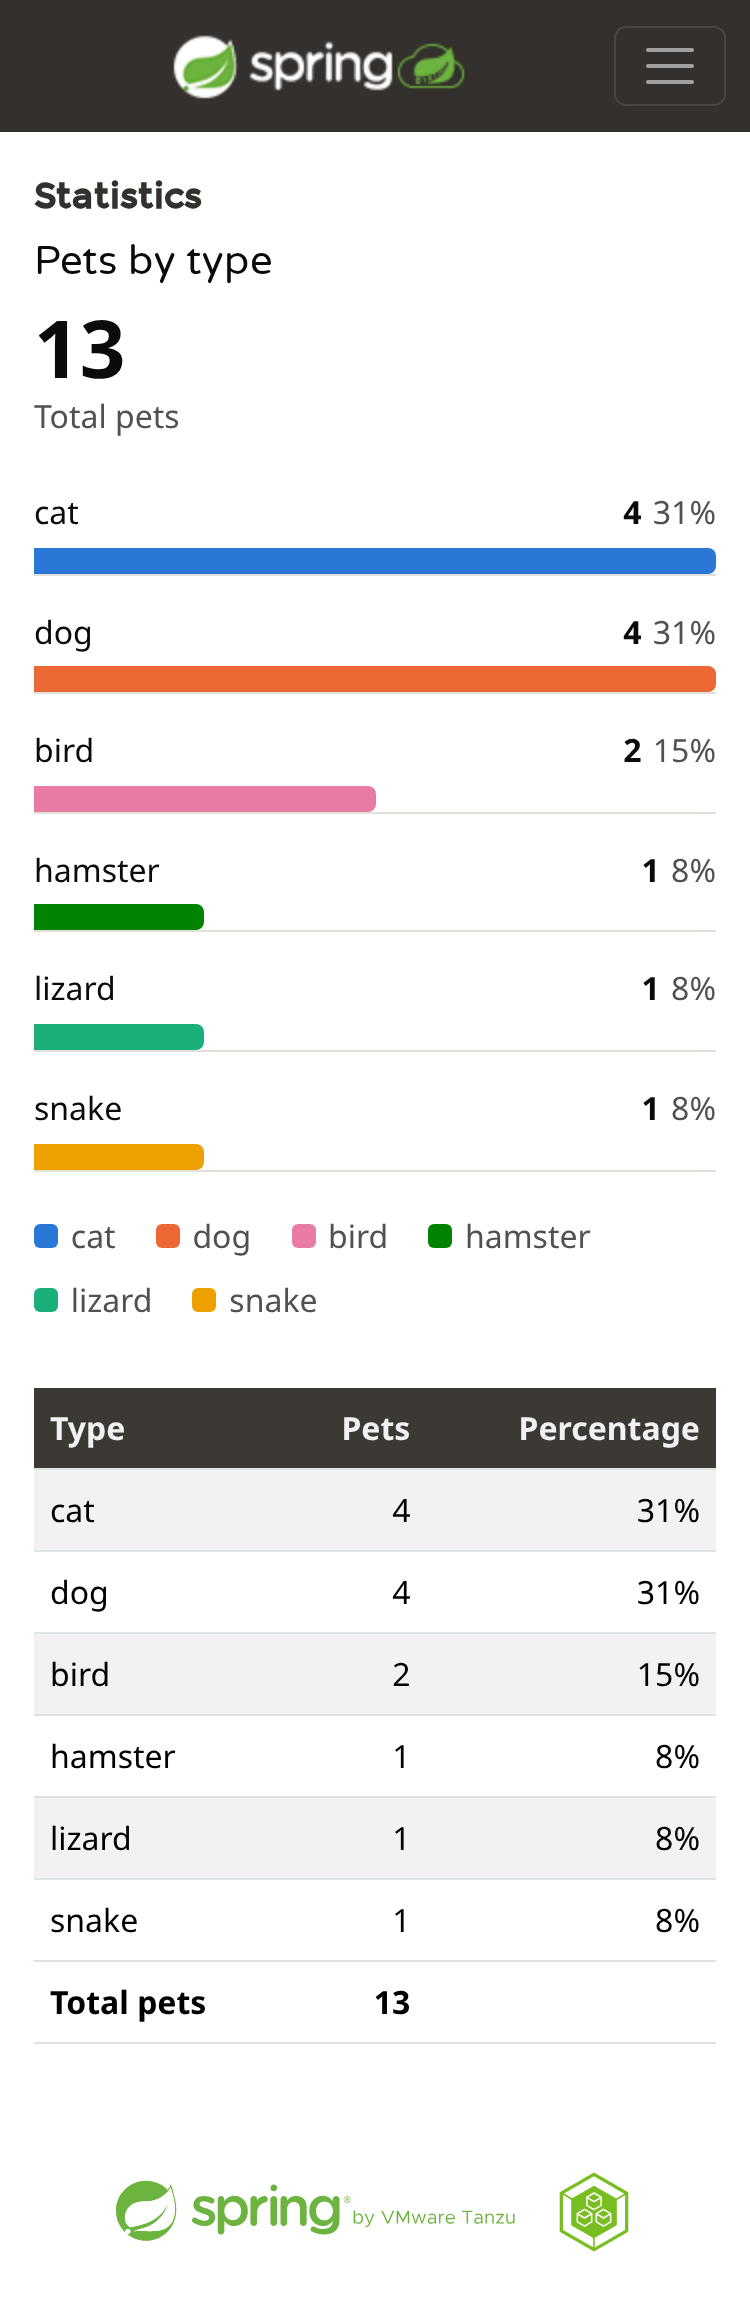 spring
Statistics
Pets by type
13
Total pets
cat 4 31%
dog 4 31%
bird 2 15%
hamster 1 8%
lizard 1 8%
snake 1 8%
cat dog bird hamster
lizard snake
Type Pets Percentage
cat 4 31%
dog 4 31%
bird 2 15%
hamster 1 8%
lizard 1 8%
snake 1 8%
Total pets 13
spring® by VMware Tanzu